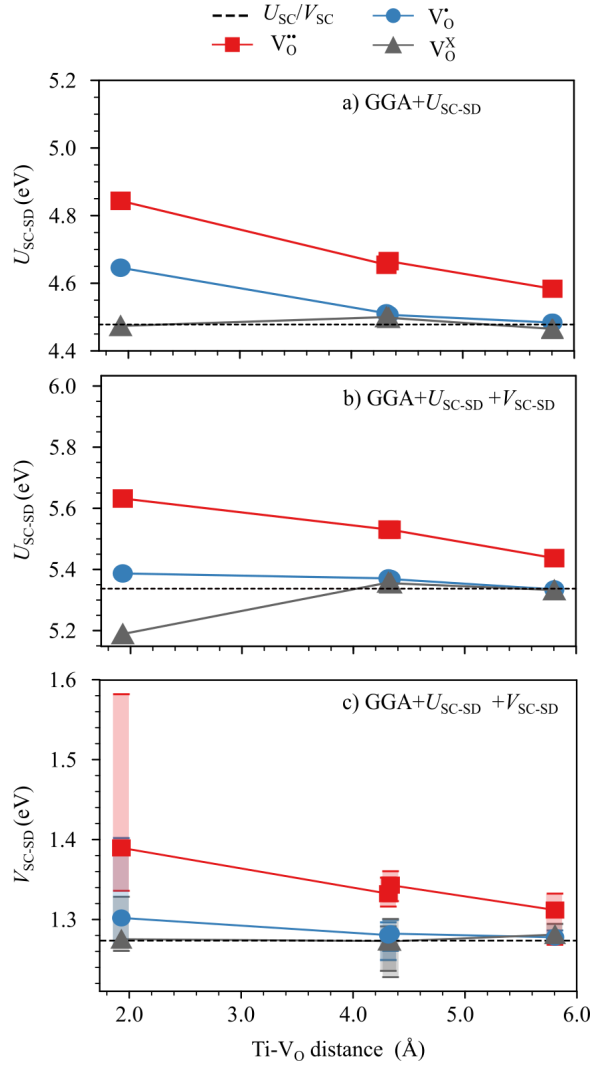 U_SC/V_SC V_O^•
V_O^•• V_O^X
a) GGA+U_SC-SD
U_SC-SD (eV)
5.2
5.0
4.8
4.6
4.4
b) GGA+U_SC-SD +V_SC-SD
U_SC-SD (eV)
6.0
5.8
5.6
5.4
5.2
c) GGA+U_SC-SD +V_SC-SD
V_SC-SD (eV)
1.6
1.5
1.4
1.3
2.0 3.0 4.0 5.0 6.0
Ti-V_O distance (Å)